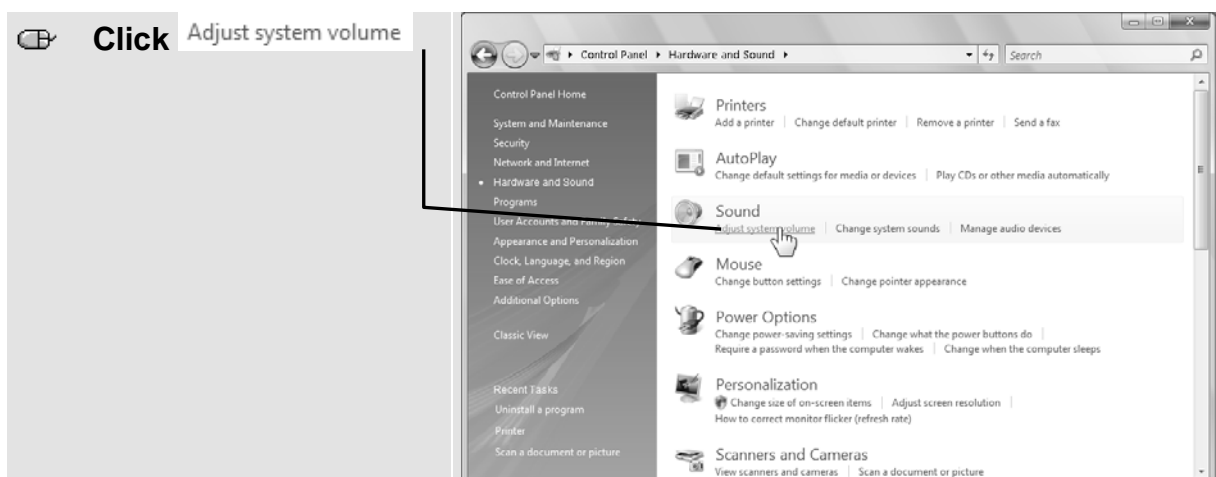 Click Adjust system volume
Control Panel Hardware and Sound
Search
Control Panel Home
System and Maintenance
Security
Network and Internet
Hardware and Sound
Programs
User Accounts and Family Safety
Appearance and Personalization
Clock, Language, and Region
Ease of Access
Additional Options
Classic View
Recent Tasks
Uninstall a program
Printer
Scan a document or picture
Printers
Add a printer | Change default printer | Remove a printer | Send a fax
AutoPlay
Change default settings for media or devices | Play CDs or other media automatically
Sound
Adjust system volume | Change system sounds | Manage audio devices
Mouse
Change button settings | Change pointer appearance
Power Options
Change power-saving settings | Change what the power buttons do |
Require a password when the computer wakes | Change when the computer sleeps
Personalization
Change size of on-screen items | Adjust screen resolution |
How to correct monitor flicker (refresh rate)
Scanners and Cameras
View scanners and cameras | Scan a document or picture